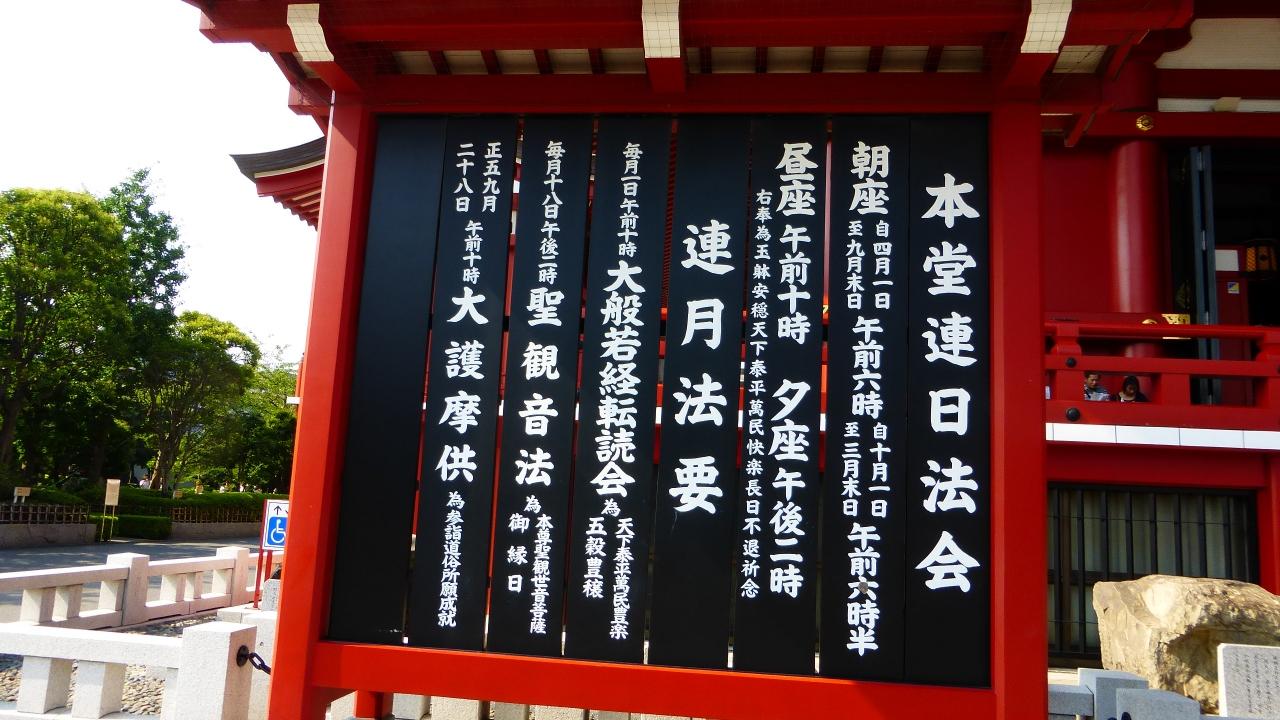 本堂連日法会
朝座 自四月一日 至九月末日 午前六時 自十月一日 至三月末日 午前六時半
昼座午前十時 夕座午後二時
右奉為玉躰安穏天下泰平萬民快楽長日不退祈念
連月法要
毎月一日午前十時 大般若経転読会 為 天下泰平萬民豊楽 五穀豊穣
毎月十八日午後二時 聖観音法 為 本尊聖観世音菩薩 御縁日
正五九月 二十八日 午前十時 大護摩供 為参詣道俗所願成就